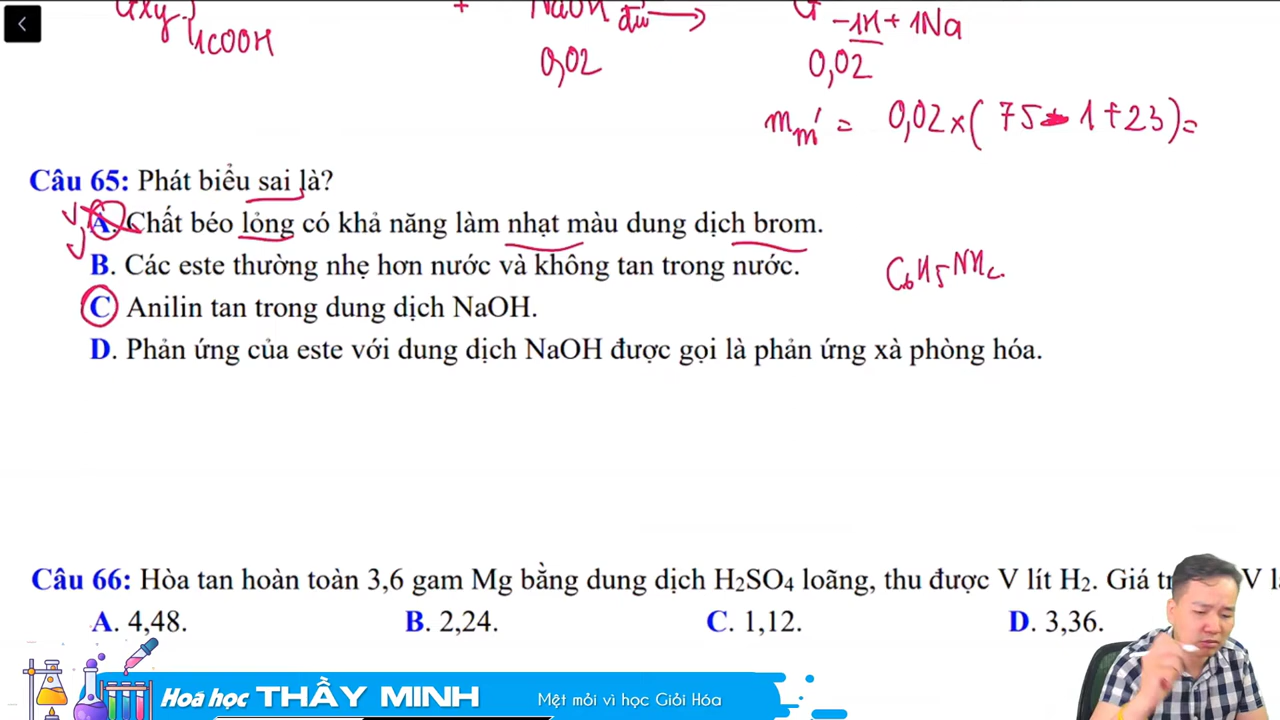 + NaOH đủ → G -1H + 1Na
1COOH
0,02 0,02
m m' = 0,02 × ( 75 - 1 + 23) =
Câu 65: Phát biểu sai là?
A. Chất béo lỏng có khả năng làm nhạt màu dung dịch brom.
B. Các este thường nhẹ hơn nước và không tan trong nước.
C6H5NH2
C Anilin tan trong dung dịch NaOH.
D. Phản ứng của este với dung dịch NaOH được gọi là phản ứng xà phòng hóa.
Câu 66: Hòa tan hoàn toàn 3,6 gam Mg bằng dung dịch H2SO4 loãng, thu được V lít H2. Giá V
A. 4,48. B. 2,24. C. 1,12. D. 3,36.
Hoá học THẦY MINH Mệt mỏi vì học Giỏi Hóa